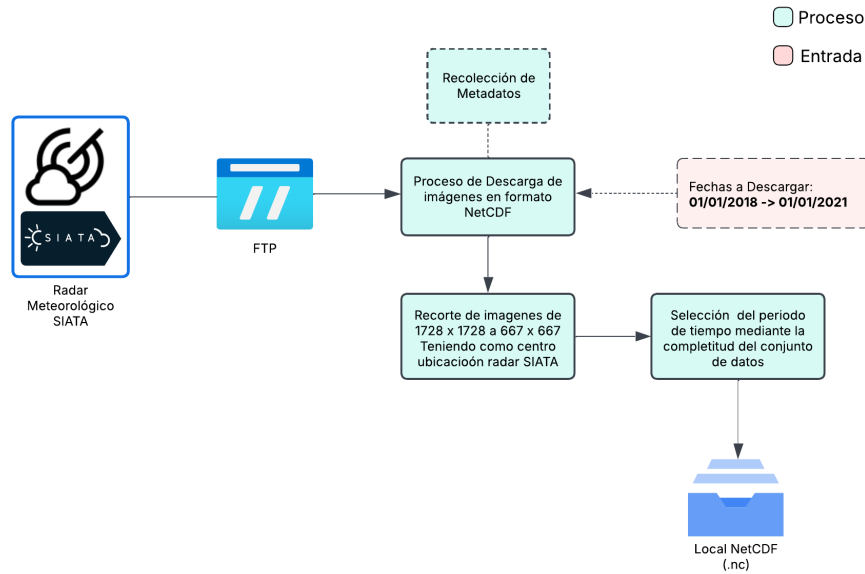 Proceso
Entrada
Recolección de
Metadatos
SIATA
Radar
Meteorológico
SIATA
FTP
Proceso de Descarga de
imágenes en formato
NetCDF
Fechas a Descargar:
01/01/2018 -> 01/01/2021
Recorte de imagenes de
1728 x 1728 a 667 x 667
Teniendo como centro
ubicacioón radar SIATA
Selección  del periodo
de tiempo mediante la
completitud del conjunto
de datos
Local NetCDF
(.nc)